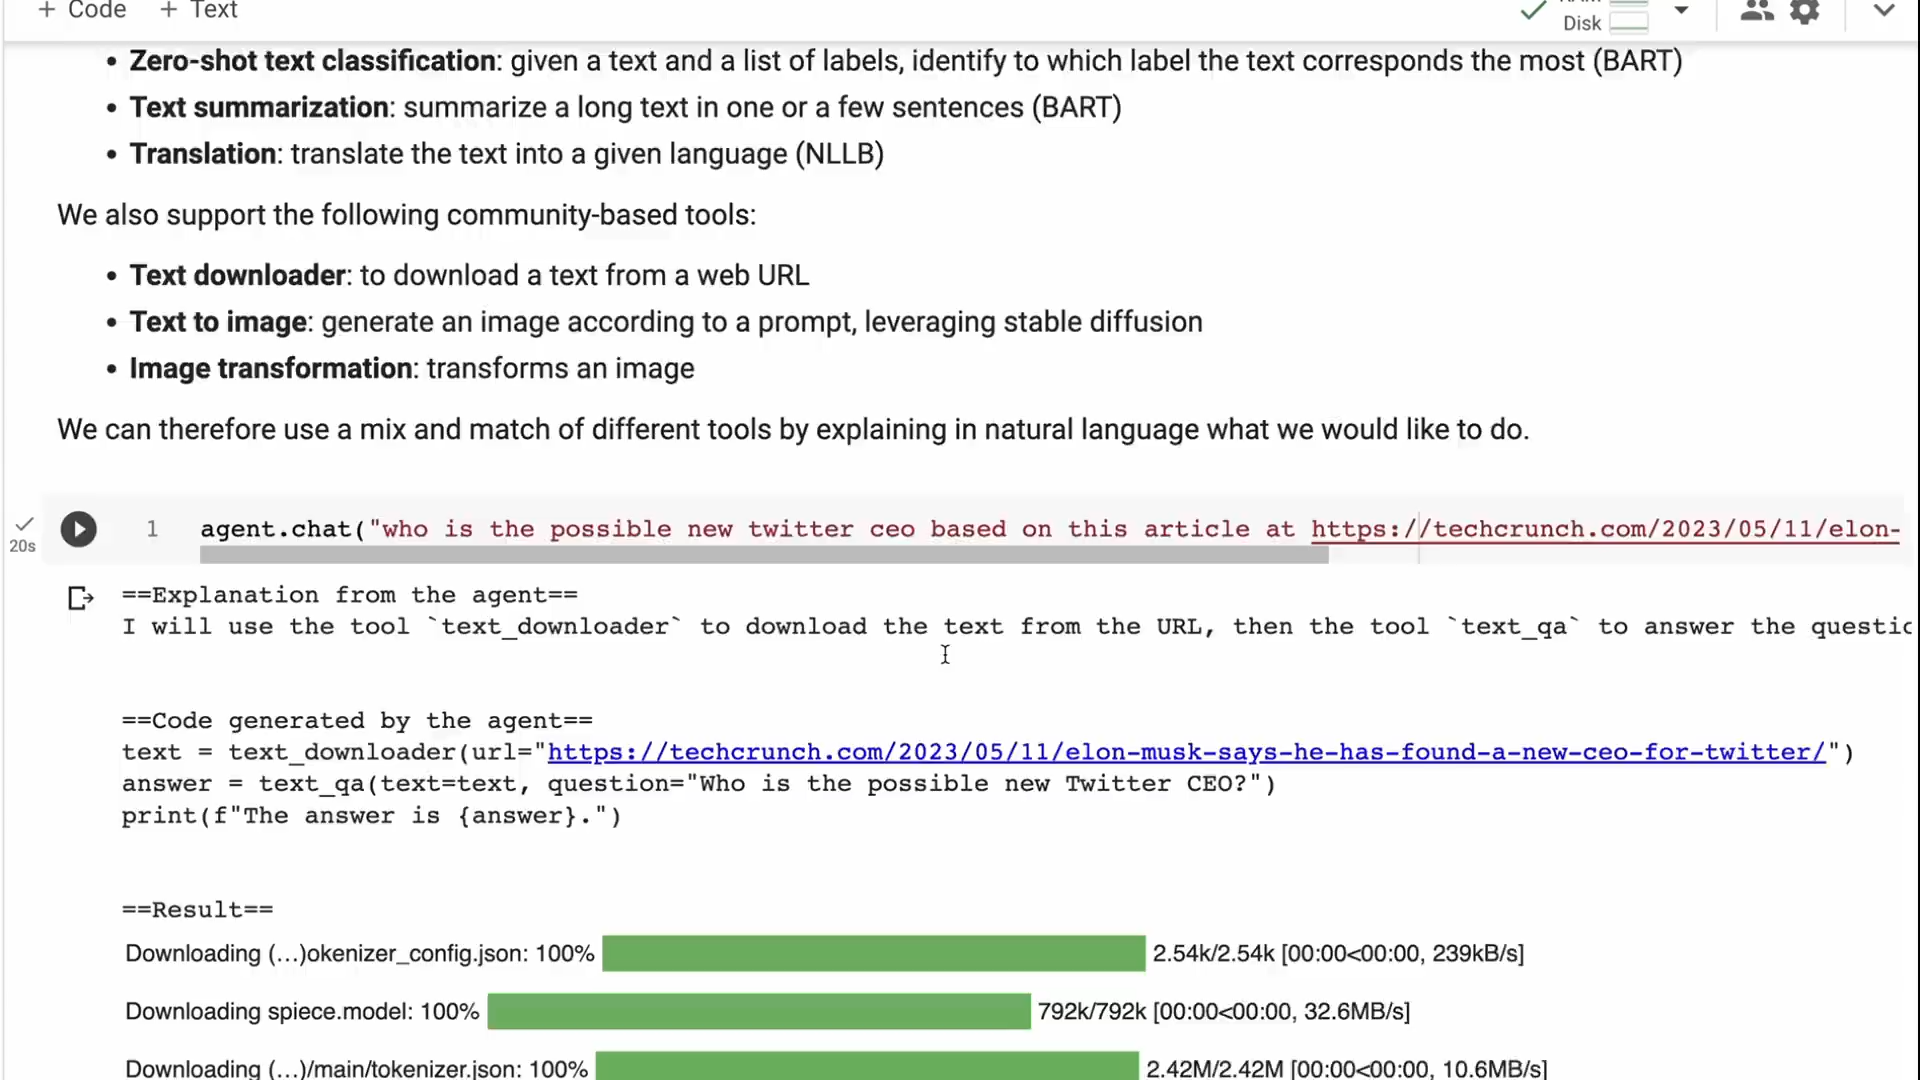 + Code + Text
Disk
• Zero-shot text classification: given a text and a list of labels, identify to which label the text corresponds the most (BART)
• Text summarization: summarize a long text in one or a few sentences (BART)
• Translation: translate the text into a given language (NLLB)
We also support the following community-based tools:
• Text downloader: to download a text from a web URL
• Text to image: generate an image according to a prompt, leveraging stable diffusion
• Image transformation: transforms an image
We can therefore use a mix and match of different tools by explaining in natural language what we would like to do.
1 agent.chat("who is the possible new twitter ceo based on this article at https://techcrunch.com/2023/05/11/elon-
20s
==Explanation from the agent==
I will use the tool `text_downloader` to download the text from the URL, then the tool `text_qa` to answer the questio
==Code generated by the agent==
text = text_downloader(url="https://techcrunch.com/2023/05/11/elon-musk-says-he-has-found-a-new-ceo-for-twitter/")
answer = text_qa(text=text, question="Who is the possible new Twitter CEO?")
print(f"The answer is {answer}.")
==Result==
Downloading (…)okenizer_config.json: 100% 2.54k/2.54k [00:00<00:00, 239kB/s]
Downloading spiece.model: 100% 792k/792k [00:00<00:00, 32.6MB/s]
Downloading (…)/main/tokenizer.json: 100% 2.42M/2.42M [00:00<00:00, 10.6MB/s]